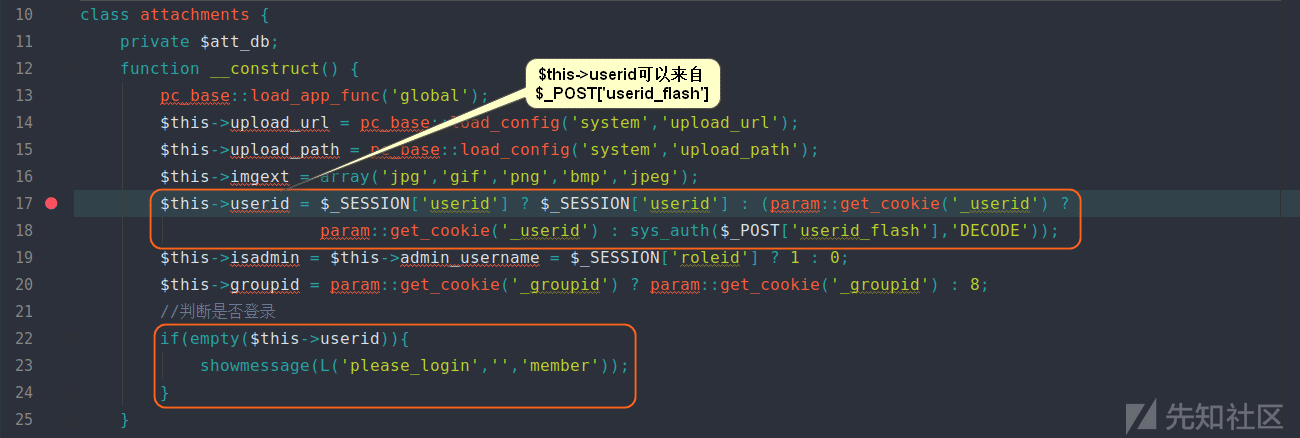 10 class attachments {
11 private $att_db;
12 function __construct() {
$this->userid可以来自
$_POST['userid_flash']
13 pc_base::load_app_func('global');
14 $this->upload_url = pc_base::load_config('system','upload_url');
15 $this->upload_path = pc_base::load_config('system','upload_path');
16 $this->imgext = array('jpg','gif','png','bmp','jpeg');
17 $this->userid = $_SESSION['userid'] ? $_SESSION['userid'] : (param::get_cookie('_userid') ?
18 param::get_cookie('_userid') : sys_auth($_POST['userid_flash'],'DECODE'));
19 $this->isadmin = $this->admin_username = $_SESSION['roleid'] ? 1 : 0;
20 $this->groupid = param::get_cookie('_groupid') ? param::get_cookie('_groupid') : 8;
21 //判断是否登录
22 if(empty($this->userid)){
23 showmessage(L('please_login','','member'));
24 }
25 }
先知社区